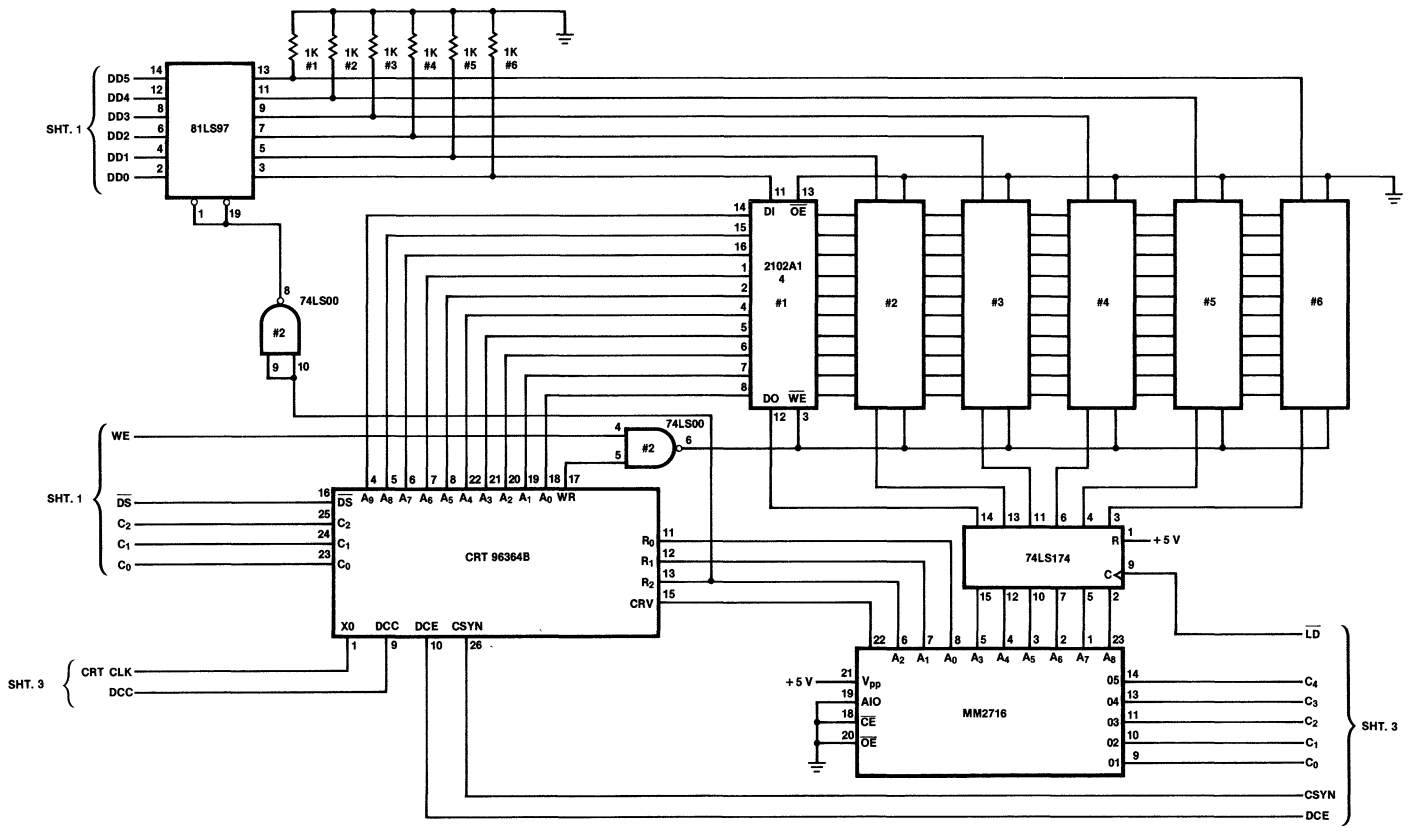 1K #1
1K #2
1K #3
1K #4
1K #5
1K #6
SHT. 1
DD5 14
DD4 12
DD3 8
DD2 6
DD1 4
DD0 2
81LS97
13
11
9
7
5
3
1 19
8 74LS00
#2
9 10
14
15
16
1
2
4
5
6
7
8
11 13
DI OE
2102A1
4
#1
DO WE
12 3
#2
#3
#4
#5
#6
SHT. 1
WE
DS 16
C2 25
C1 24
C0 23
4 74LS00
5 #2 6
4 5 6 7 8 22 21 20 19 18 17
DS A9 A8 A7 A6 A5 A4 A3 A2 A1 A0 WR
C2
C1
C0
CRT 96364B
R0 11
R1 12
R2 13
CRV 15
X0 DCC DCE CSYN
1 9 10 26
SHT. 3
CRT CLK
DCC
14 13 11 6 4 3
74LS174
R 1 +5 V
C 9
15 12 10 7 5 2
LD
22 6 7 8 5 4 3 2 1 23
A2 A1 A0 A3 A4 A5 A6 A7 A8
+5 V 21 Vpp
19 AIO
18 CE
20 OE
MM2716
05 14 C4
04 13 C3
03 11 C2
02 10 C1
01 9 C0
SHT. 3
CSYN
DCE